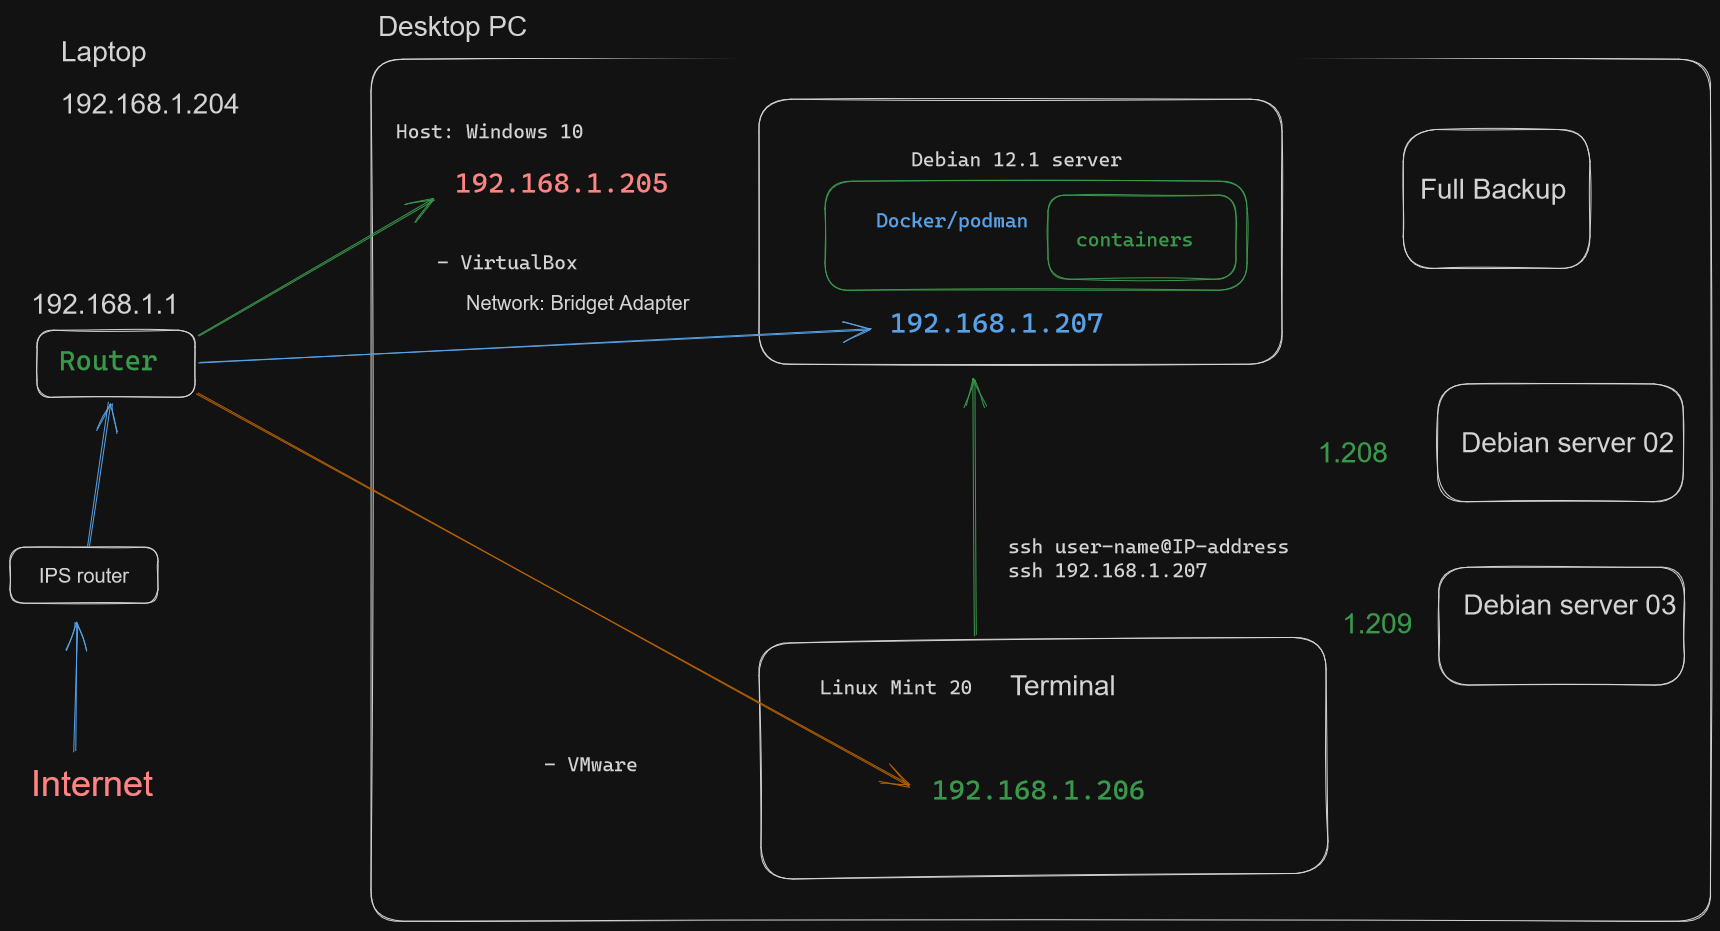 Desktop PC
Laptop
192.168.1.204
Host: Windows 10
192.168.1.205
- VirtualBox
Network: Bridget Adapter
Debian 12.1 server
Docker/podman
containers
192.168.1.207
Full Backup
192.168.1.1
Router
IPS router
Internet
1.208
Debian server 02
ssh user-name@IP-address
ssh 192.168.1.207
1.209
Debian server 03
Linux Mint 20
Terminal
- VMware
192.168.1.206